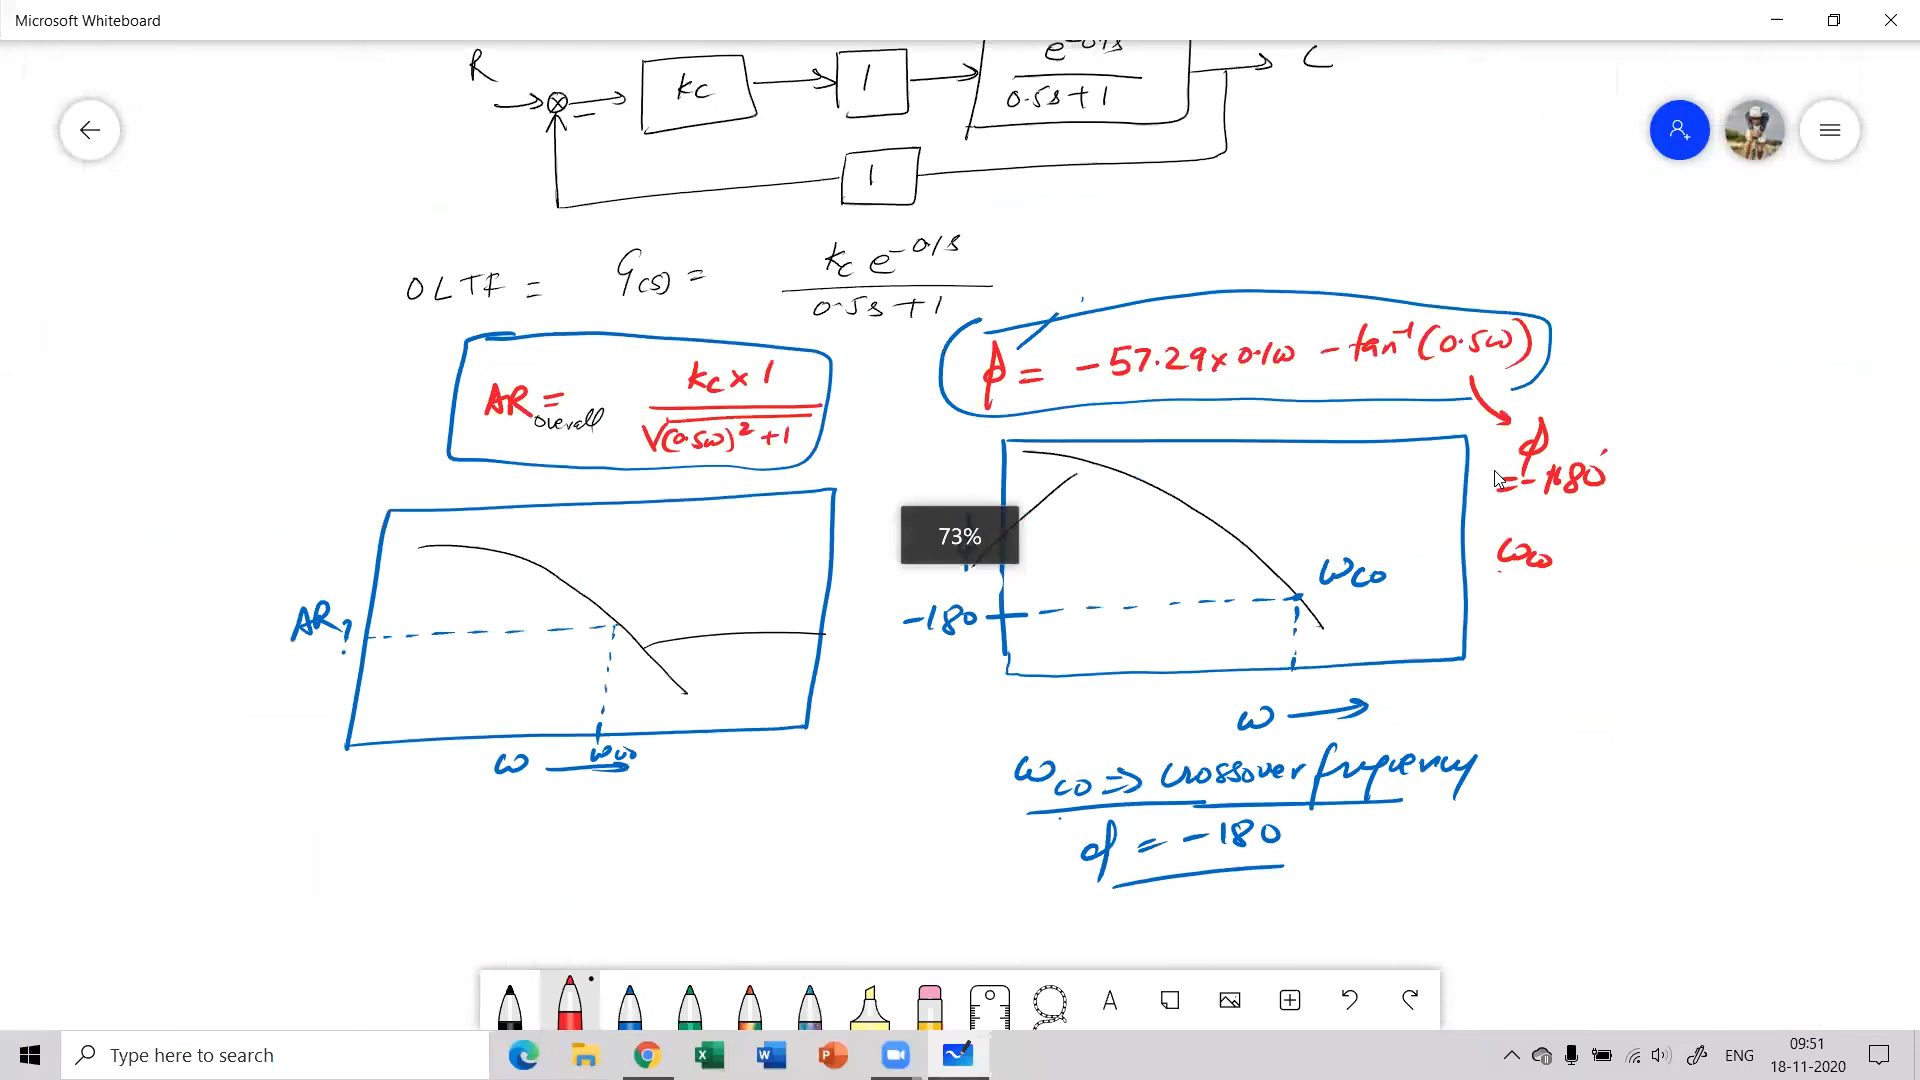 Microsoft Whiteboard
R
kc
1
e^-0.1s
0.5s+1
C
1
OLTF = G(s) = kc e^-0.1s
0.5s+1
AR overall = kc x 1
√(0.5ω)² + 1
ϕ = -57.29 x 0.1ω - tan⁻¹(0.5ω)
ϕ
= -180°
ωco
73%
ωco
-180
AR ?
ωco
ω
ω
ωco ⇒ crossover frequency
ϕ = -180
Type here to search
ENG
09:51
18-11-2020